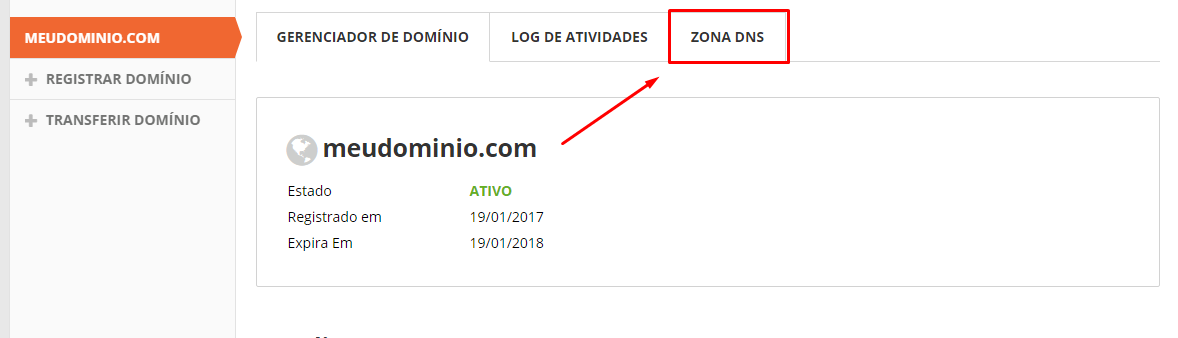 MEUDOMINIO.COM
REGISTRAR DOMÍNIO
TRANSFERIR DOMÍNIO
GERENCIADOR DE DOMÍNIO
LOG DE ATIVIDADES
ZONA DNS
meudominio.com
Estado ATIVO
Registrado em 19/01/2017
Expira Em 19/01/2018